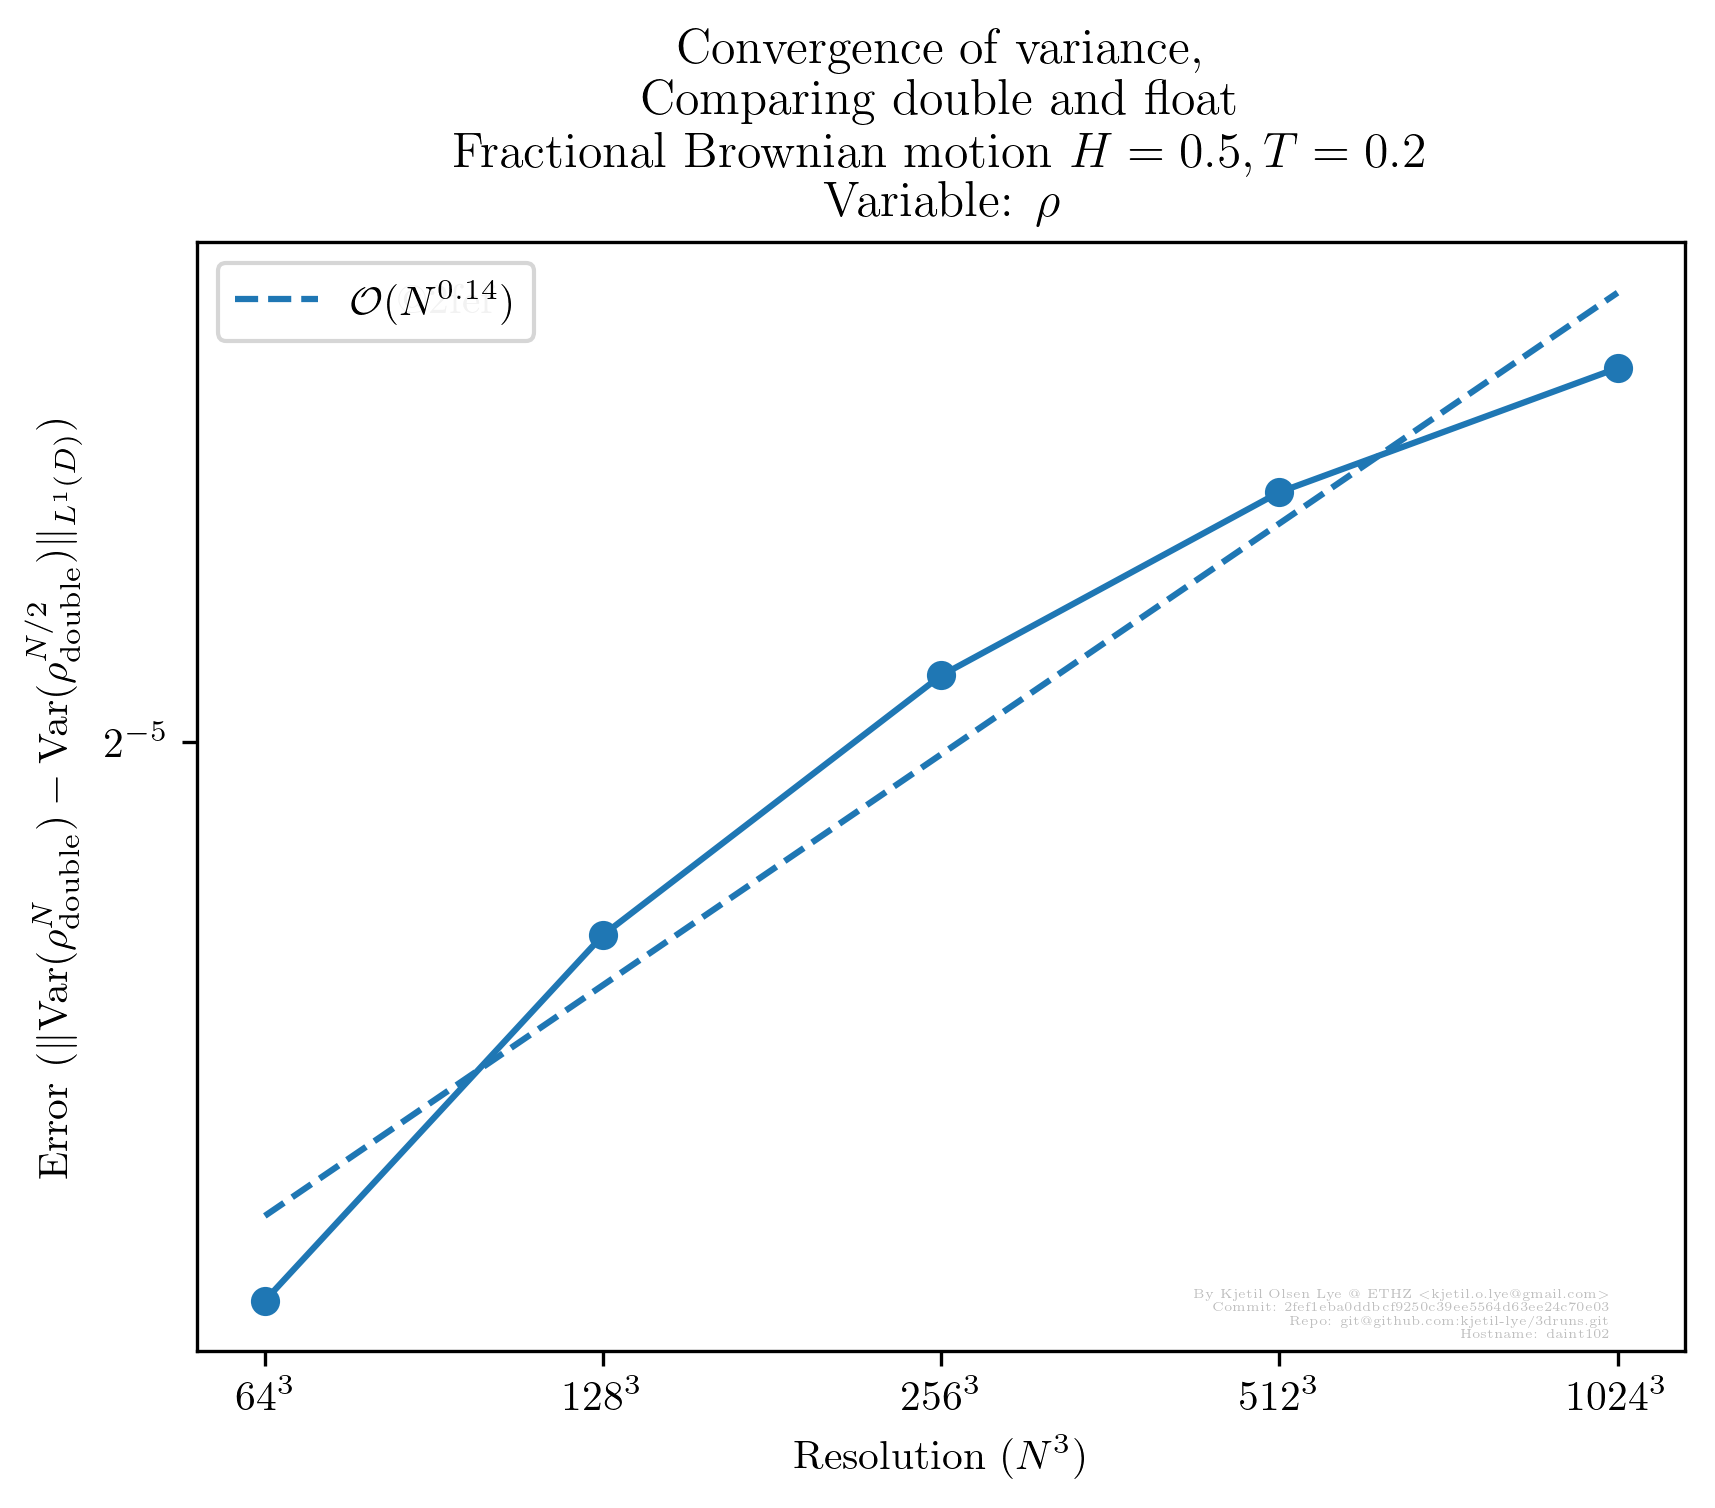 Convergence of variance,
Comparing double and float
Fractional Brownian motion H = 0.5, T = 0.2
Variable: ρ
O(N^0.14)
Error (||Var(ρ^N_double) − Var(ρ^{N/2}_double)||_{L^1(D)})
2^−5
64^3
128^3
256^3
512^3
1024^3
Resolution (N^3)
By Kjetil Olsen Lye @ ETHZ <kjetil.o.lye@gmail.com>
Commit: 2fef1eba0ddbcf9250c39ee5564d63ee24c70e03
Repo: git@github.com:kjetil-lye/3druns.git
Hostname: daint102